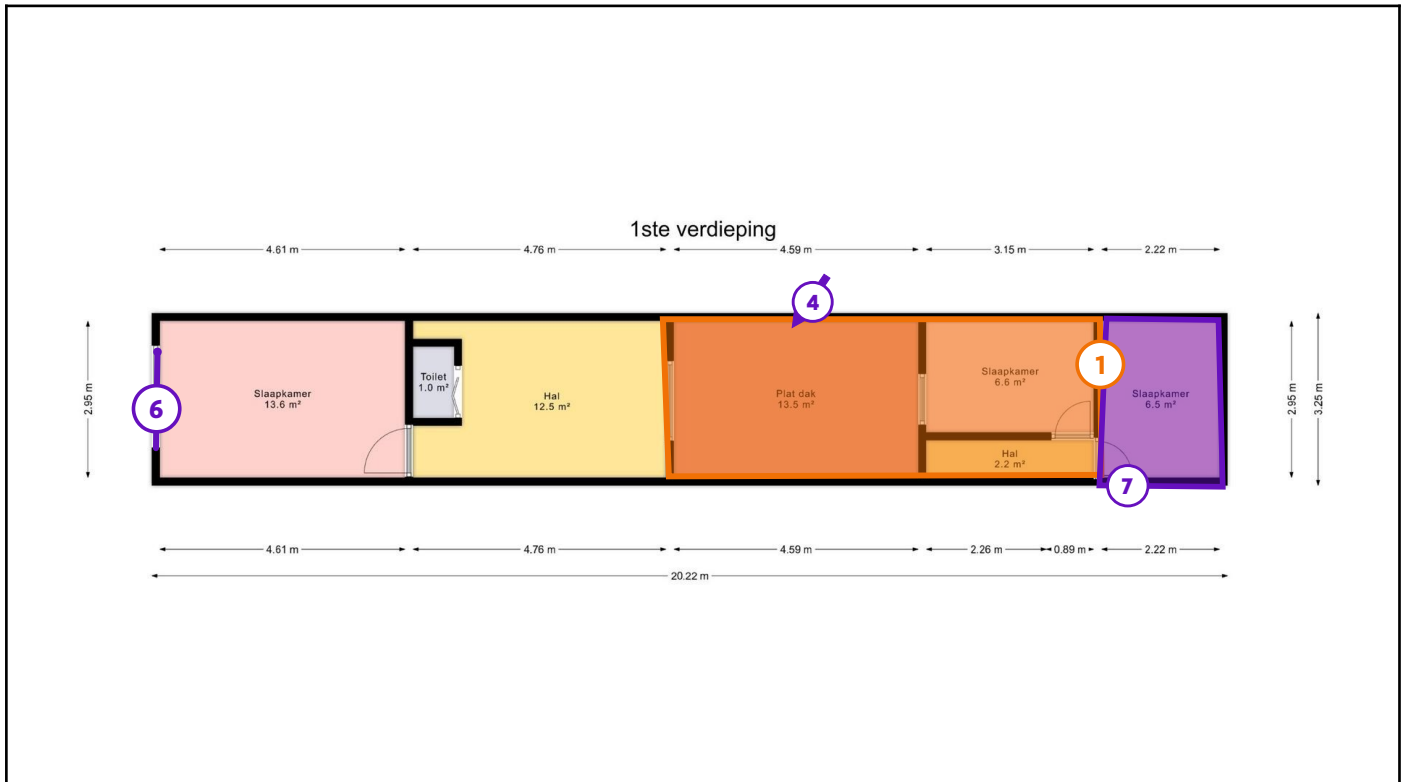 1ste verdieping
4.61 m
4.76 m
4.59 m
3.15 m
2.22 m
4
2.95 m
6
Slaapkamer
13.6 m²
Toilet
1.0 m²
Hal
12.5 m²
Plat dak
13.5 m²
Slaapkamer
6.6 m²
1
Slaapkamer
6.5 m²
Hal
2.2 m²
7
2.95 m
3.25 m
4.61 m
4.76 m
4.59 m
2.26 m
0.89 m
2.22 m
20.22 m